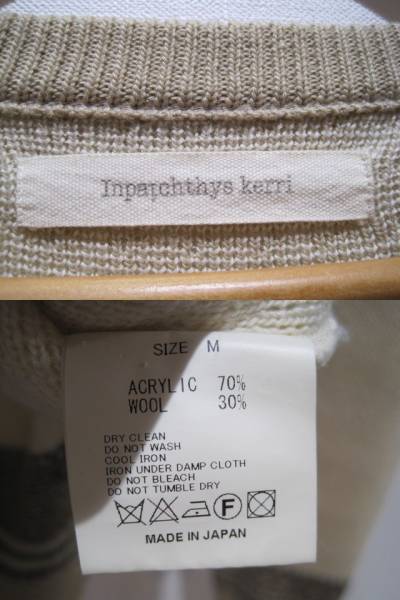 Inpaichthys kerri
SIZE M
ACRYLIC 70%
WOOL 30%
DRY CLEAN
DO NOT WASH
COOL IRON
IRON UNDER DAMP CLOTH
DO NOT BLEACH
DO NOT TUMBLE DRY
F
MADE IN JAPAN